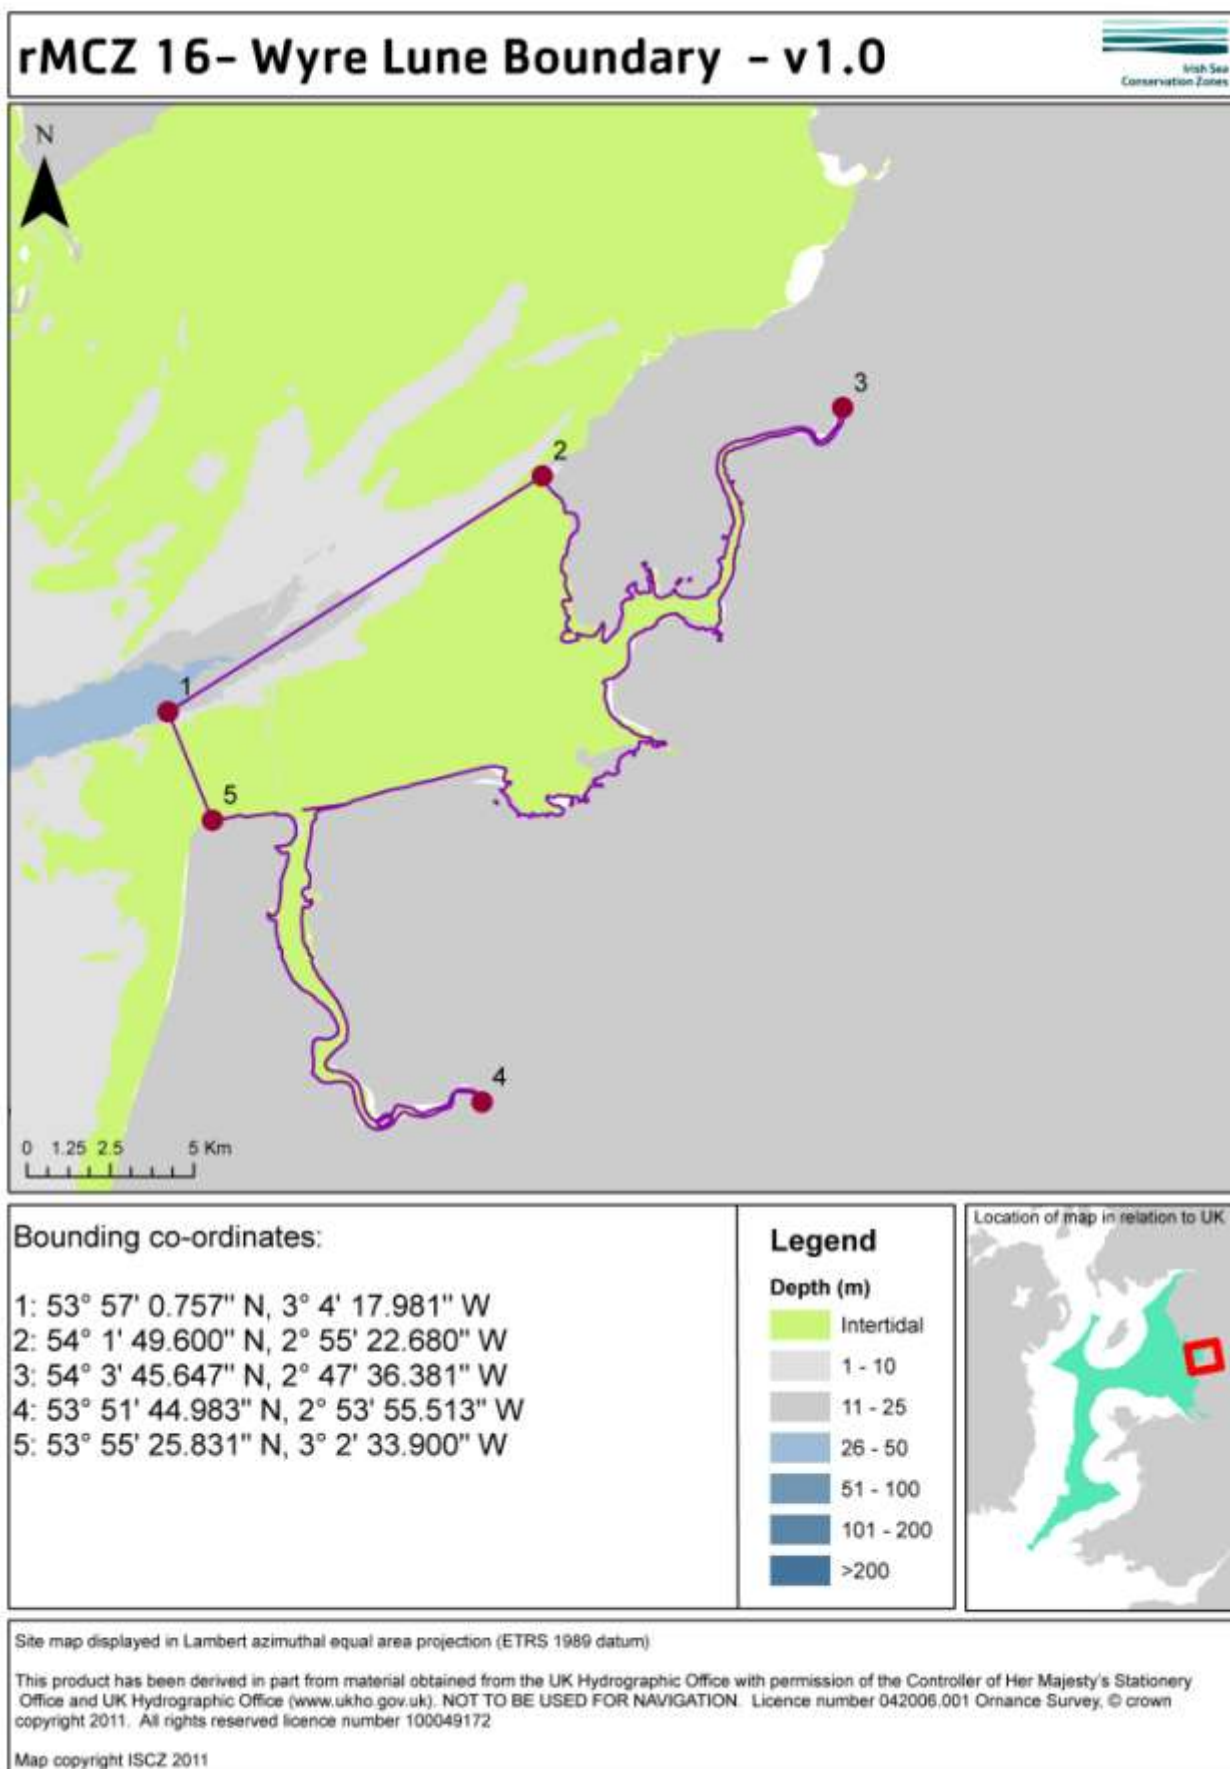 rMCZ 16- Wyre Lune Boundary - v1.0
Irish Sea
Conservation Zones
N
3
2
1
5
4
0 1.25 2.5 5 Km
Bounding co-ordinates:
1: 53° 57' 0.757" N, 3° 4' 17.981" W
2: 54° 1' 49.600" N, 2° 55' 22.680" W
3: 54° 3' 45.647" N, 2° 47' 36.381" W
4: 53° 51' 44.983" N, 2° 53' 55.513" W
5: 53° 55' 25.831" N, 3° 2' 33.900" W
Legend
Depth (m)
Intertidal
1 - 10
11 - 25
26 - 50
51 - 100
101 - 200
>200
Location of map in relation to UK
Site map displayed in Lambert azimuthal equal area projection (ETRS 1989 datum)
This product has been derived in part from material obtained from the UK Hydrographic Office with permission of the Controller of Her Majesty's Stationery
Office and UK Hydrographic Office (www.ukho.gov.uk). NOT TO BE USED FOR NAVIGATION. Licence number 042006.001 Ornance Survey, © crown
copyright 2011. All rights reserved licence number 100049172
Map copyright ISCZ 2011